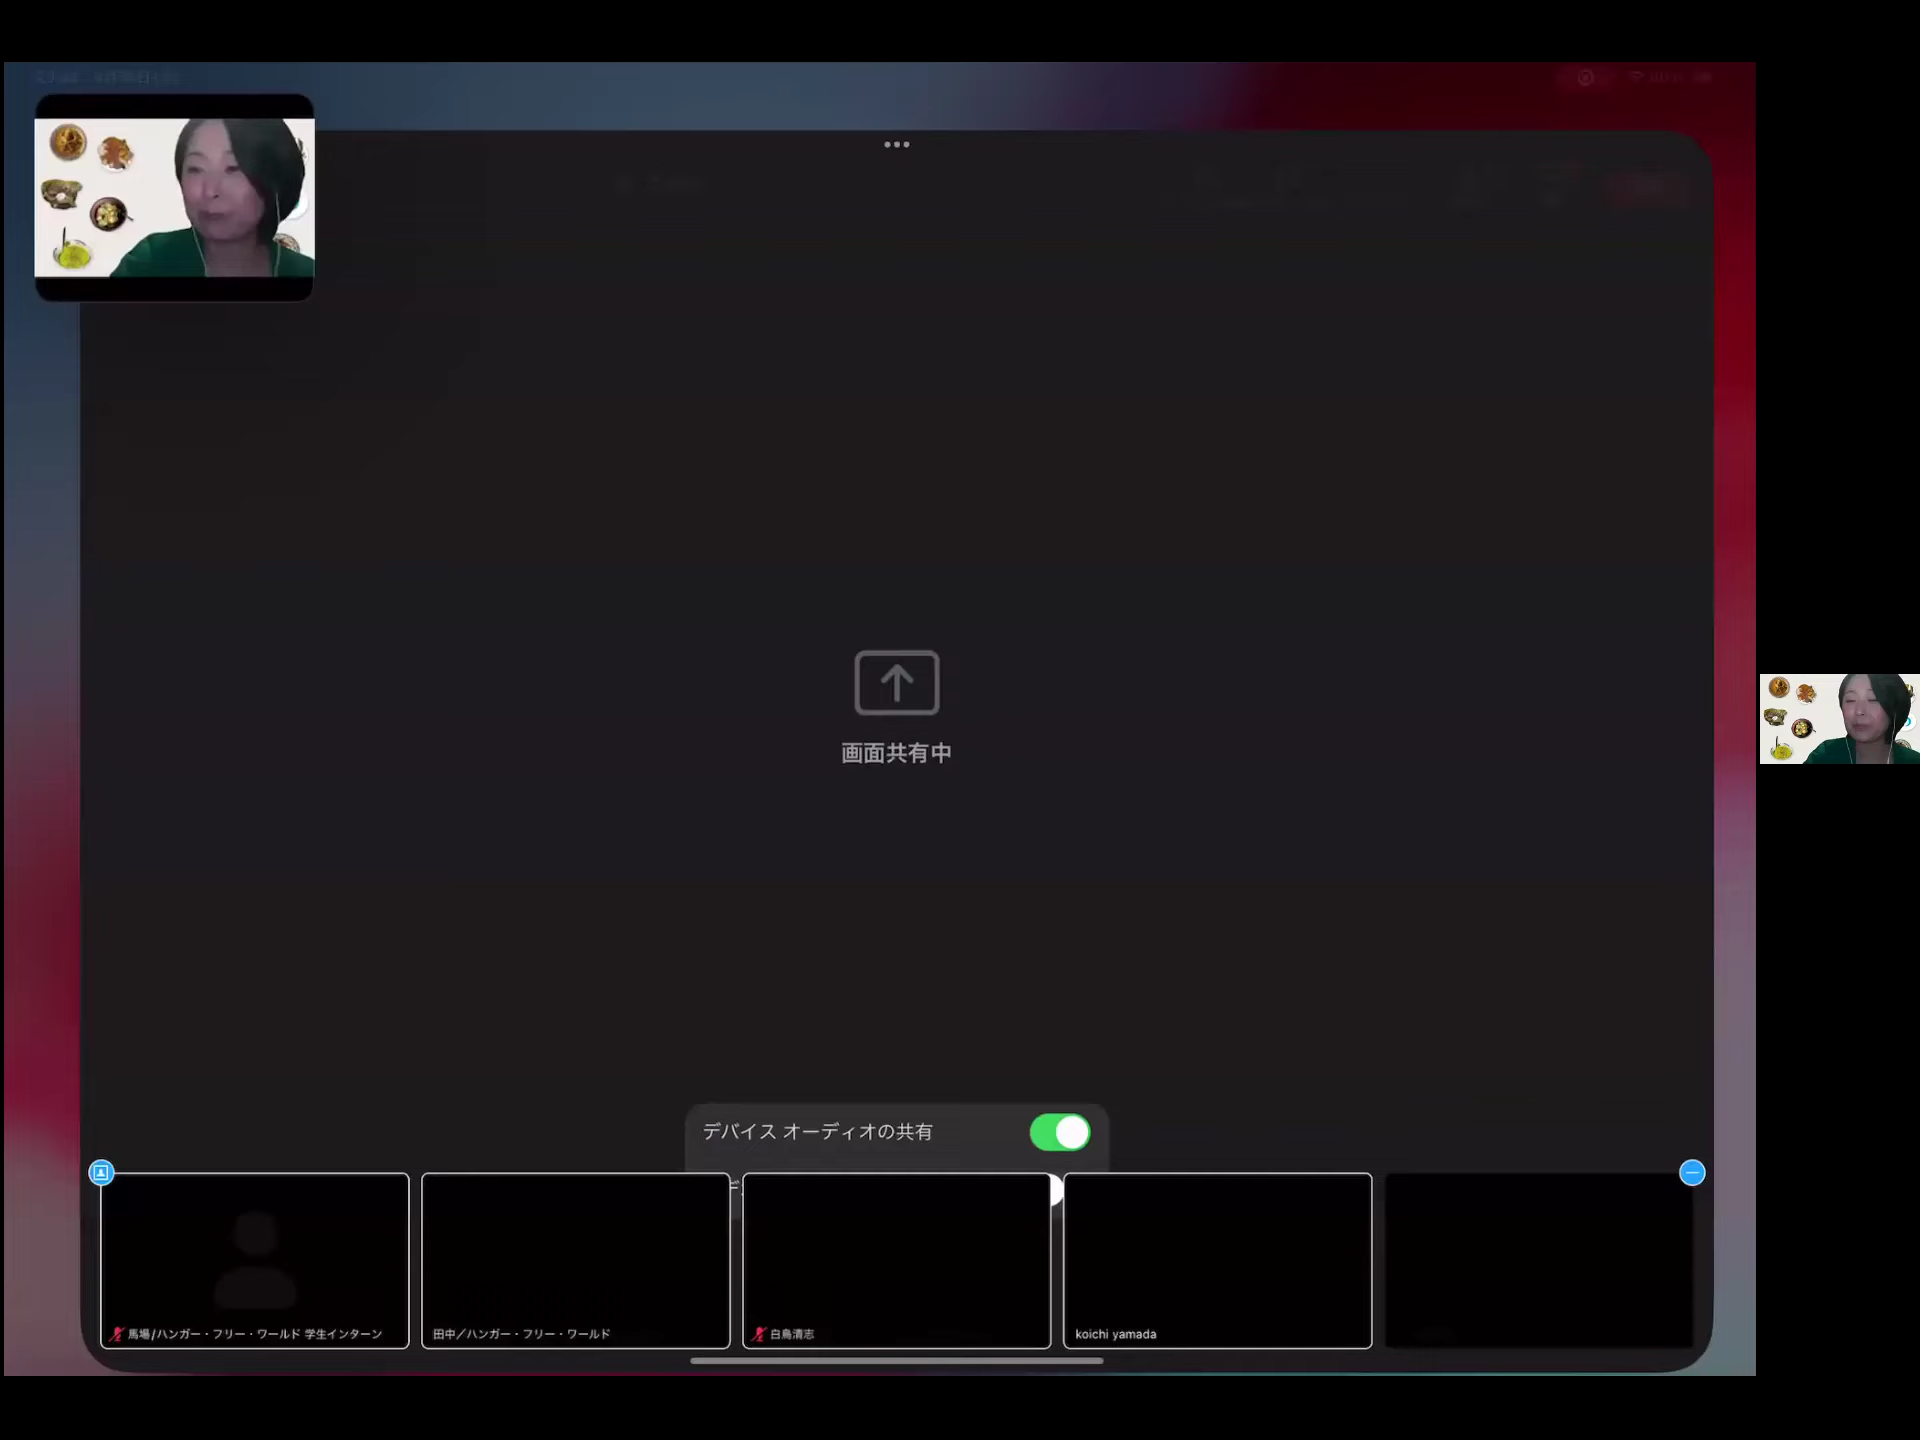 画面共有中
デバイス オーディオの共有
馬場/ハンガー・フリー・ワールド 学生インターン
田中／ハンガー・フリー・ワールド
白鳥清志
koichi yamada